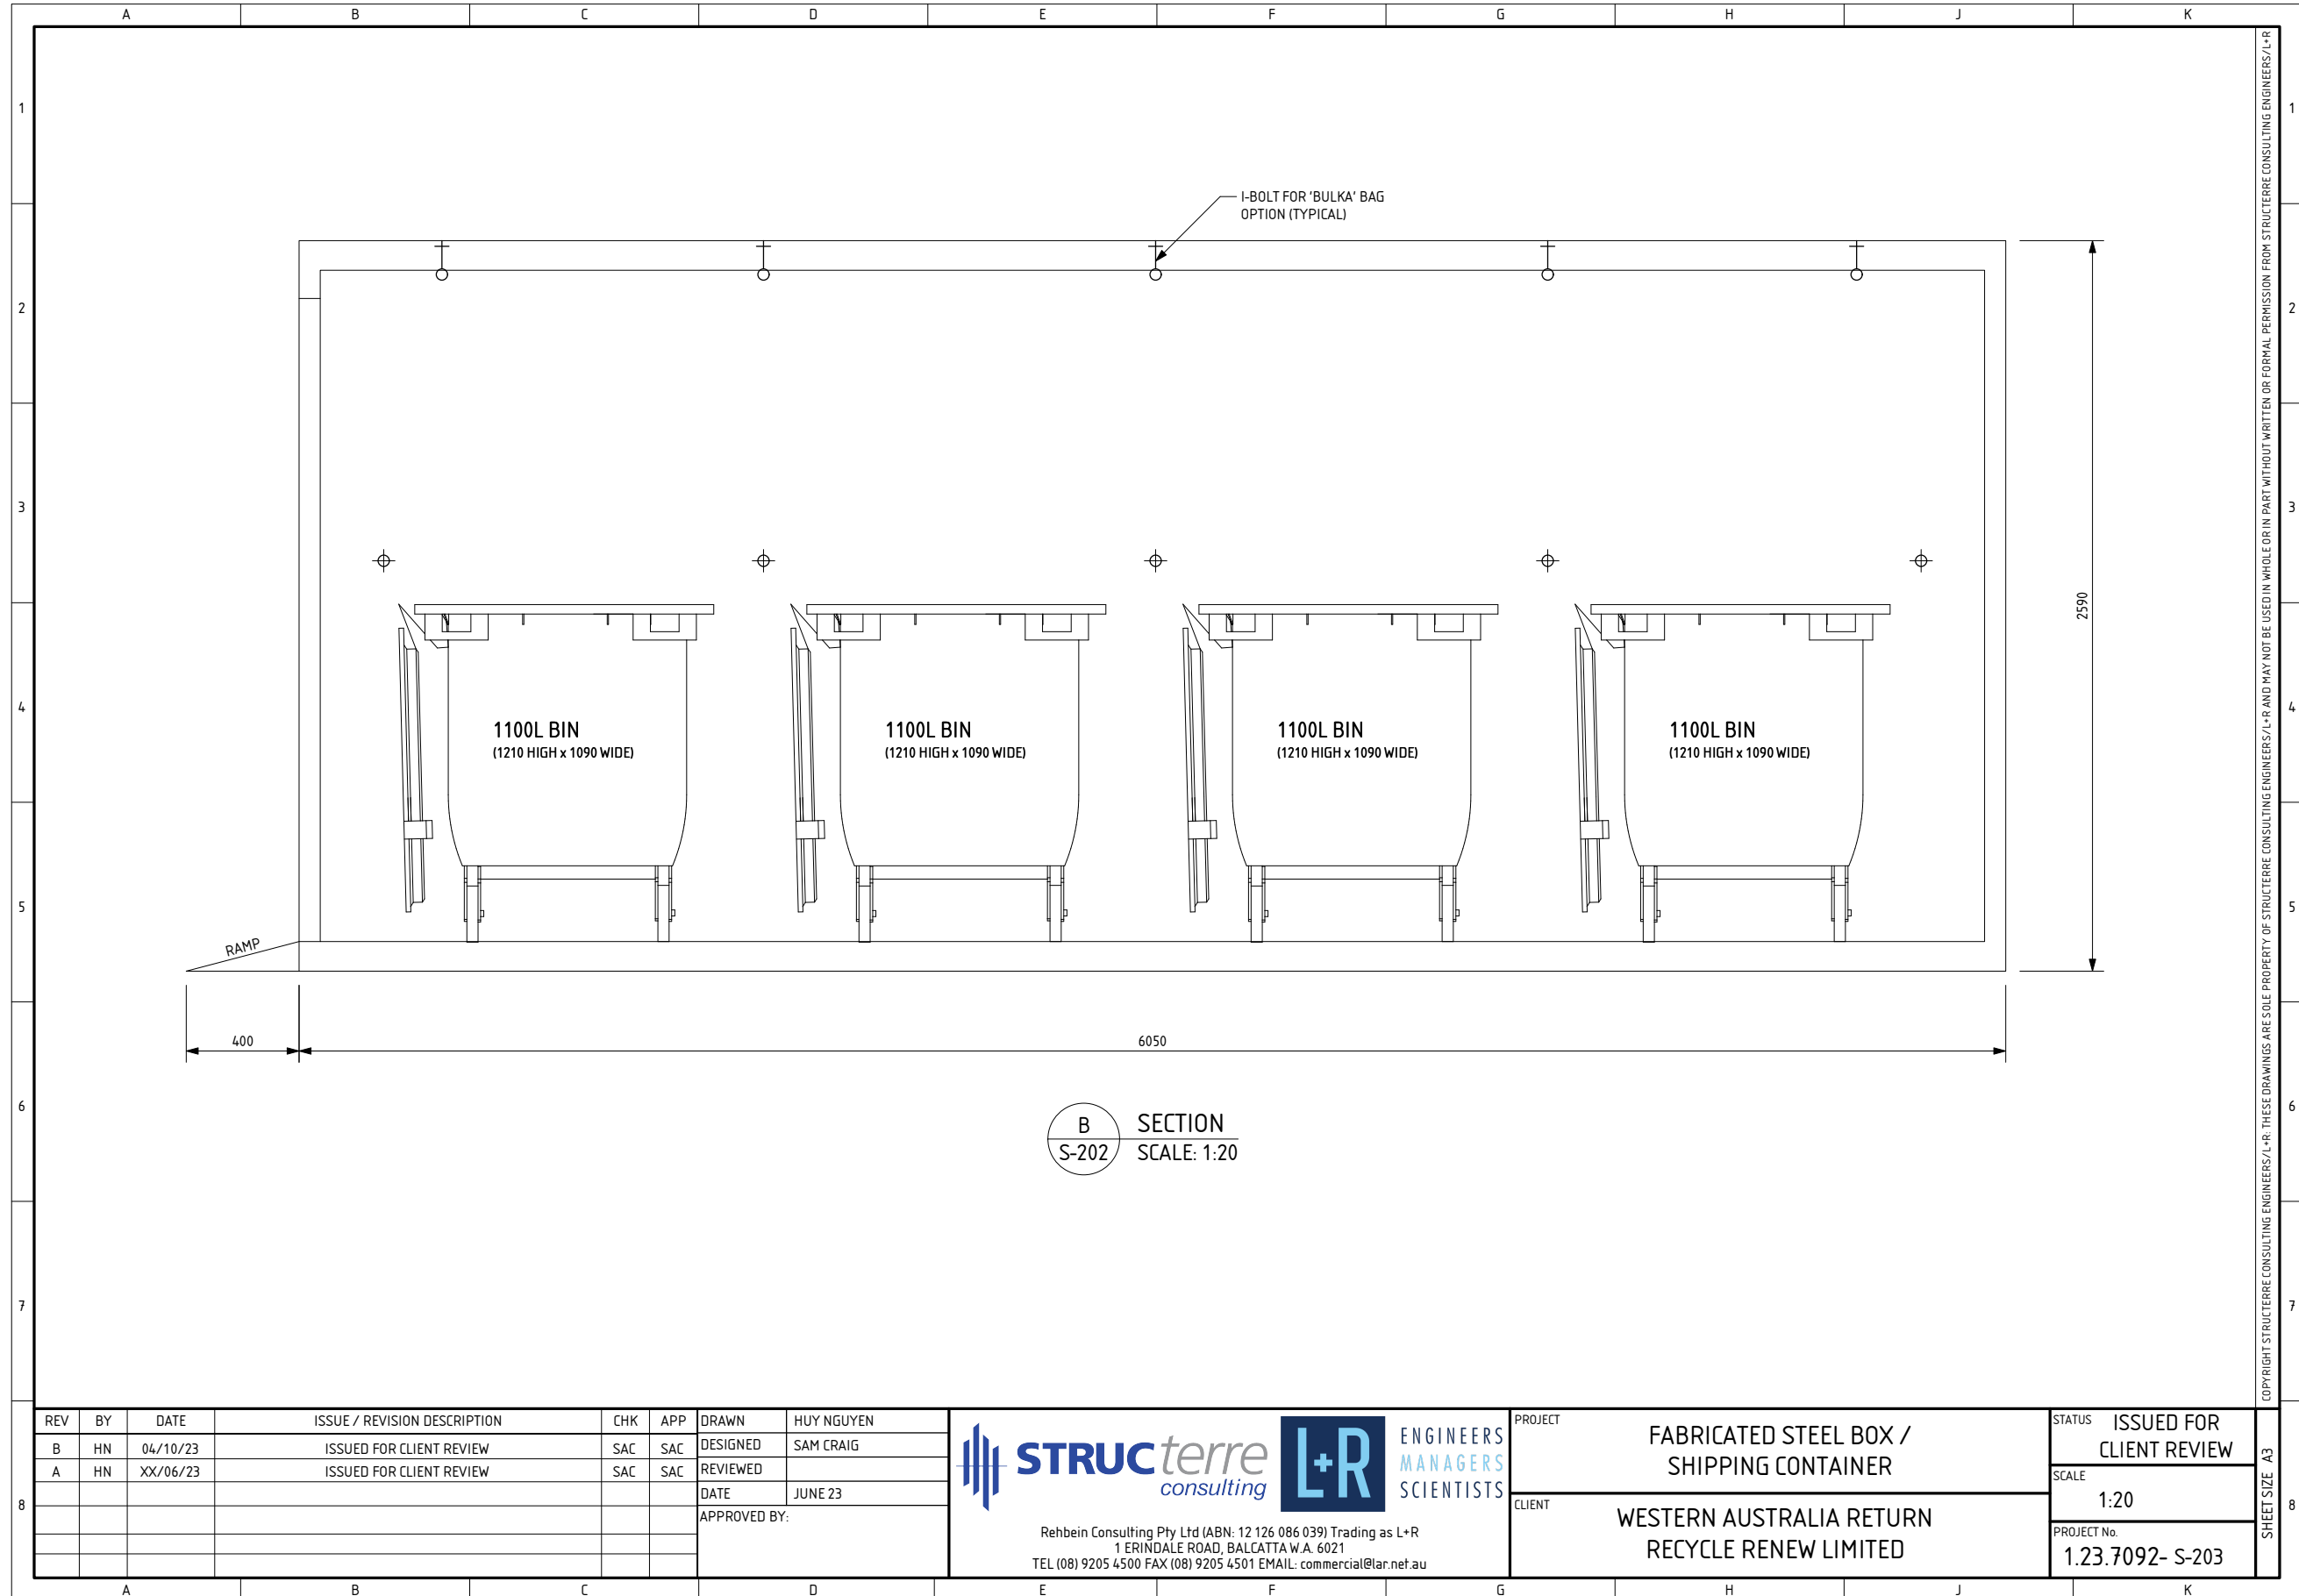 A B C D E F G H J K
1 1
2 2
3 3
4 4
5 5
6 6
7 7
8 8
I-BOLT FOR 'BULKA' BAG
OPTION (TYPICAL)
2590
1100L BIN
(1210 HIGH x 1090 WIDE)
1100L BIN
(1210 HIGH x 1090 WIDE)
1100L BIN
(1210 HIGH x 1090 WIDE)
1100L BIN
(1210 HIGH x 1090 WIDE)
RAMP
400
6050
B SECTION
S-202 SCALE: 1:20
COPYRIGHT STRUCTERRE CONSULTING ENGINEERS/L+R: THESE DRAWINGS ARE SOLE PROPERTY OF STRUCTERRE CONSULTING ENGINEERS/L+R AND MAY NOT BE USED IN WHOLE OR IN PART WITHOUT WRITTEN OR FORMAL PERMISSION FROM STRUCTERRE CONSULTING ENGINEERS/L+R
REV BY DATE ISSUE / REVISION DESCRIPTION CHK APP
B HN 04/10/23 ISSUED FOR CLIENT REVIEW SAC SAC
A HN XX/06/23 ISSUED FOR CLIENT REVIEW SAC SAC
DRAWN HUY NGUYEN
DESIGNED SAM CRAIG
REVIEWED
DATE JUNE 23
APPROVED BY:
STRUCterre
consulting
L+R
ENGINEERS
MANAGERS
SCIENTISTS
Rehbein Consulting Pty Ltd (ABN: 12 126 086 039) Trading as L+R
1 ERINDALE ROAD, BALCATTA W.A. 6021
TEL (08) 9205 4500 FAX (08) 9205 4501 EMAIL: commercial@lar.net.au
PROJECT
FABRICATED STEEL BOX /
SHIPPING CONTAINER
CLIENT
WESTERN AUSTRALIA RETURN
RECYCLE RENEW LIMITED
STATUS ISSUED FOR
CLIENT REVIEW
SCALE
1:20
PROJECT No.
1.23.7092- S-203
SHEET SIZE A3
A B C D E F G H J K